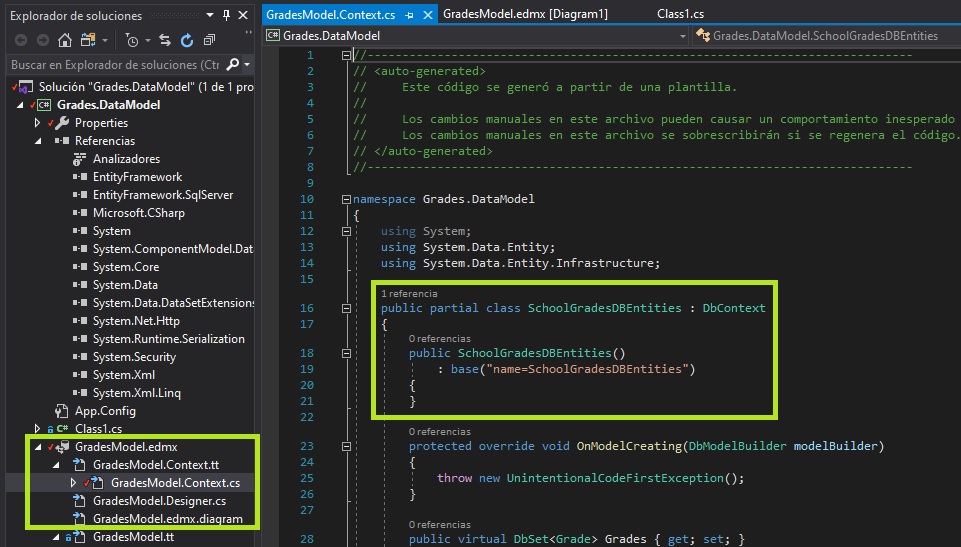 Explorador de soluciones
Buscar en Explorador de soluciones (Ctr
Solución "Grades.DataModel" (1 de 1 pro
C# Grades.DataModel
Properties
Referencias
Analizadores
EntityFramework
EntityFramework.SqlServer
Microsoft.CSharp
System
System.ComponentModel.Dat
System.Core
System.Data
System.Data.DataSetExtensions
System.Net.Http
System.Runtime.Serialization
System.Security
System.Xml
System.Xml.Linq
App.Config
C# Class1.cs
GradesModel.edmx
GradesModel.Context.tt
GradesModel.Context.cs
GradesModel.Designer.cs
GradesModel.edmx.diagram
GradesModel.tt
GradesModel.Context.cs GradesModel.edmx [Diagram1] Class1.cs
C# Grades.DataModel Grades.DataModel.SchoolGradesDBEntities
1 //------------------------------------------------------------------------------
2 // <auto-generated>
3 // Este código se generó a partir de una plantilla.
4 //
5 // Los cambios manuales en este archivo pueden causar un comportamiento inesperado
6 // Los cambios manuales en este archivo se sobrescribirán si se regenera el código.
7 // </auto-generated>
8 //------------------------------------------------------------------------------
9
10 namespace Grades.DataModel
11 {
12 using System;
13 using System.Data.Entity;
14 using System.Data.Entity.Infrastructure;
15
1 referencia
16 public partial class SchoolGradesDBEntities : DbContext
17 {
0 referencias
18 public SchoolGradesDBEntities()
19 : base("name=SchoolGradesDBEntities")
20 {
21 }
22
0 referencias
23 protected override void OnModelCreating(DbModelBuilder modelBuilder)
24 {
25 throw new UnintentionalCodeFirstException();
26 }
27
0 referencias
28 public virtual DbSet<Grade> Grades { get; set; }